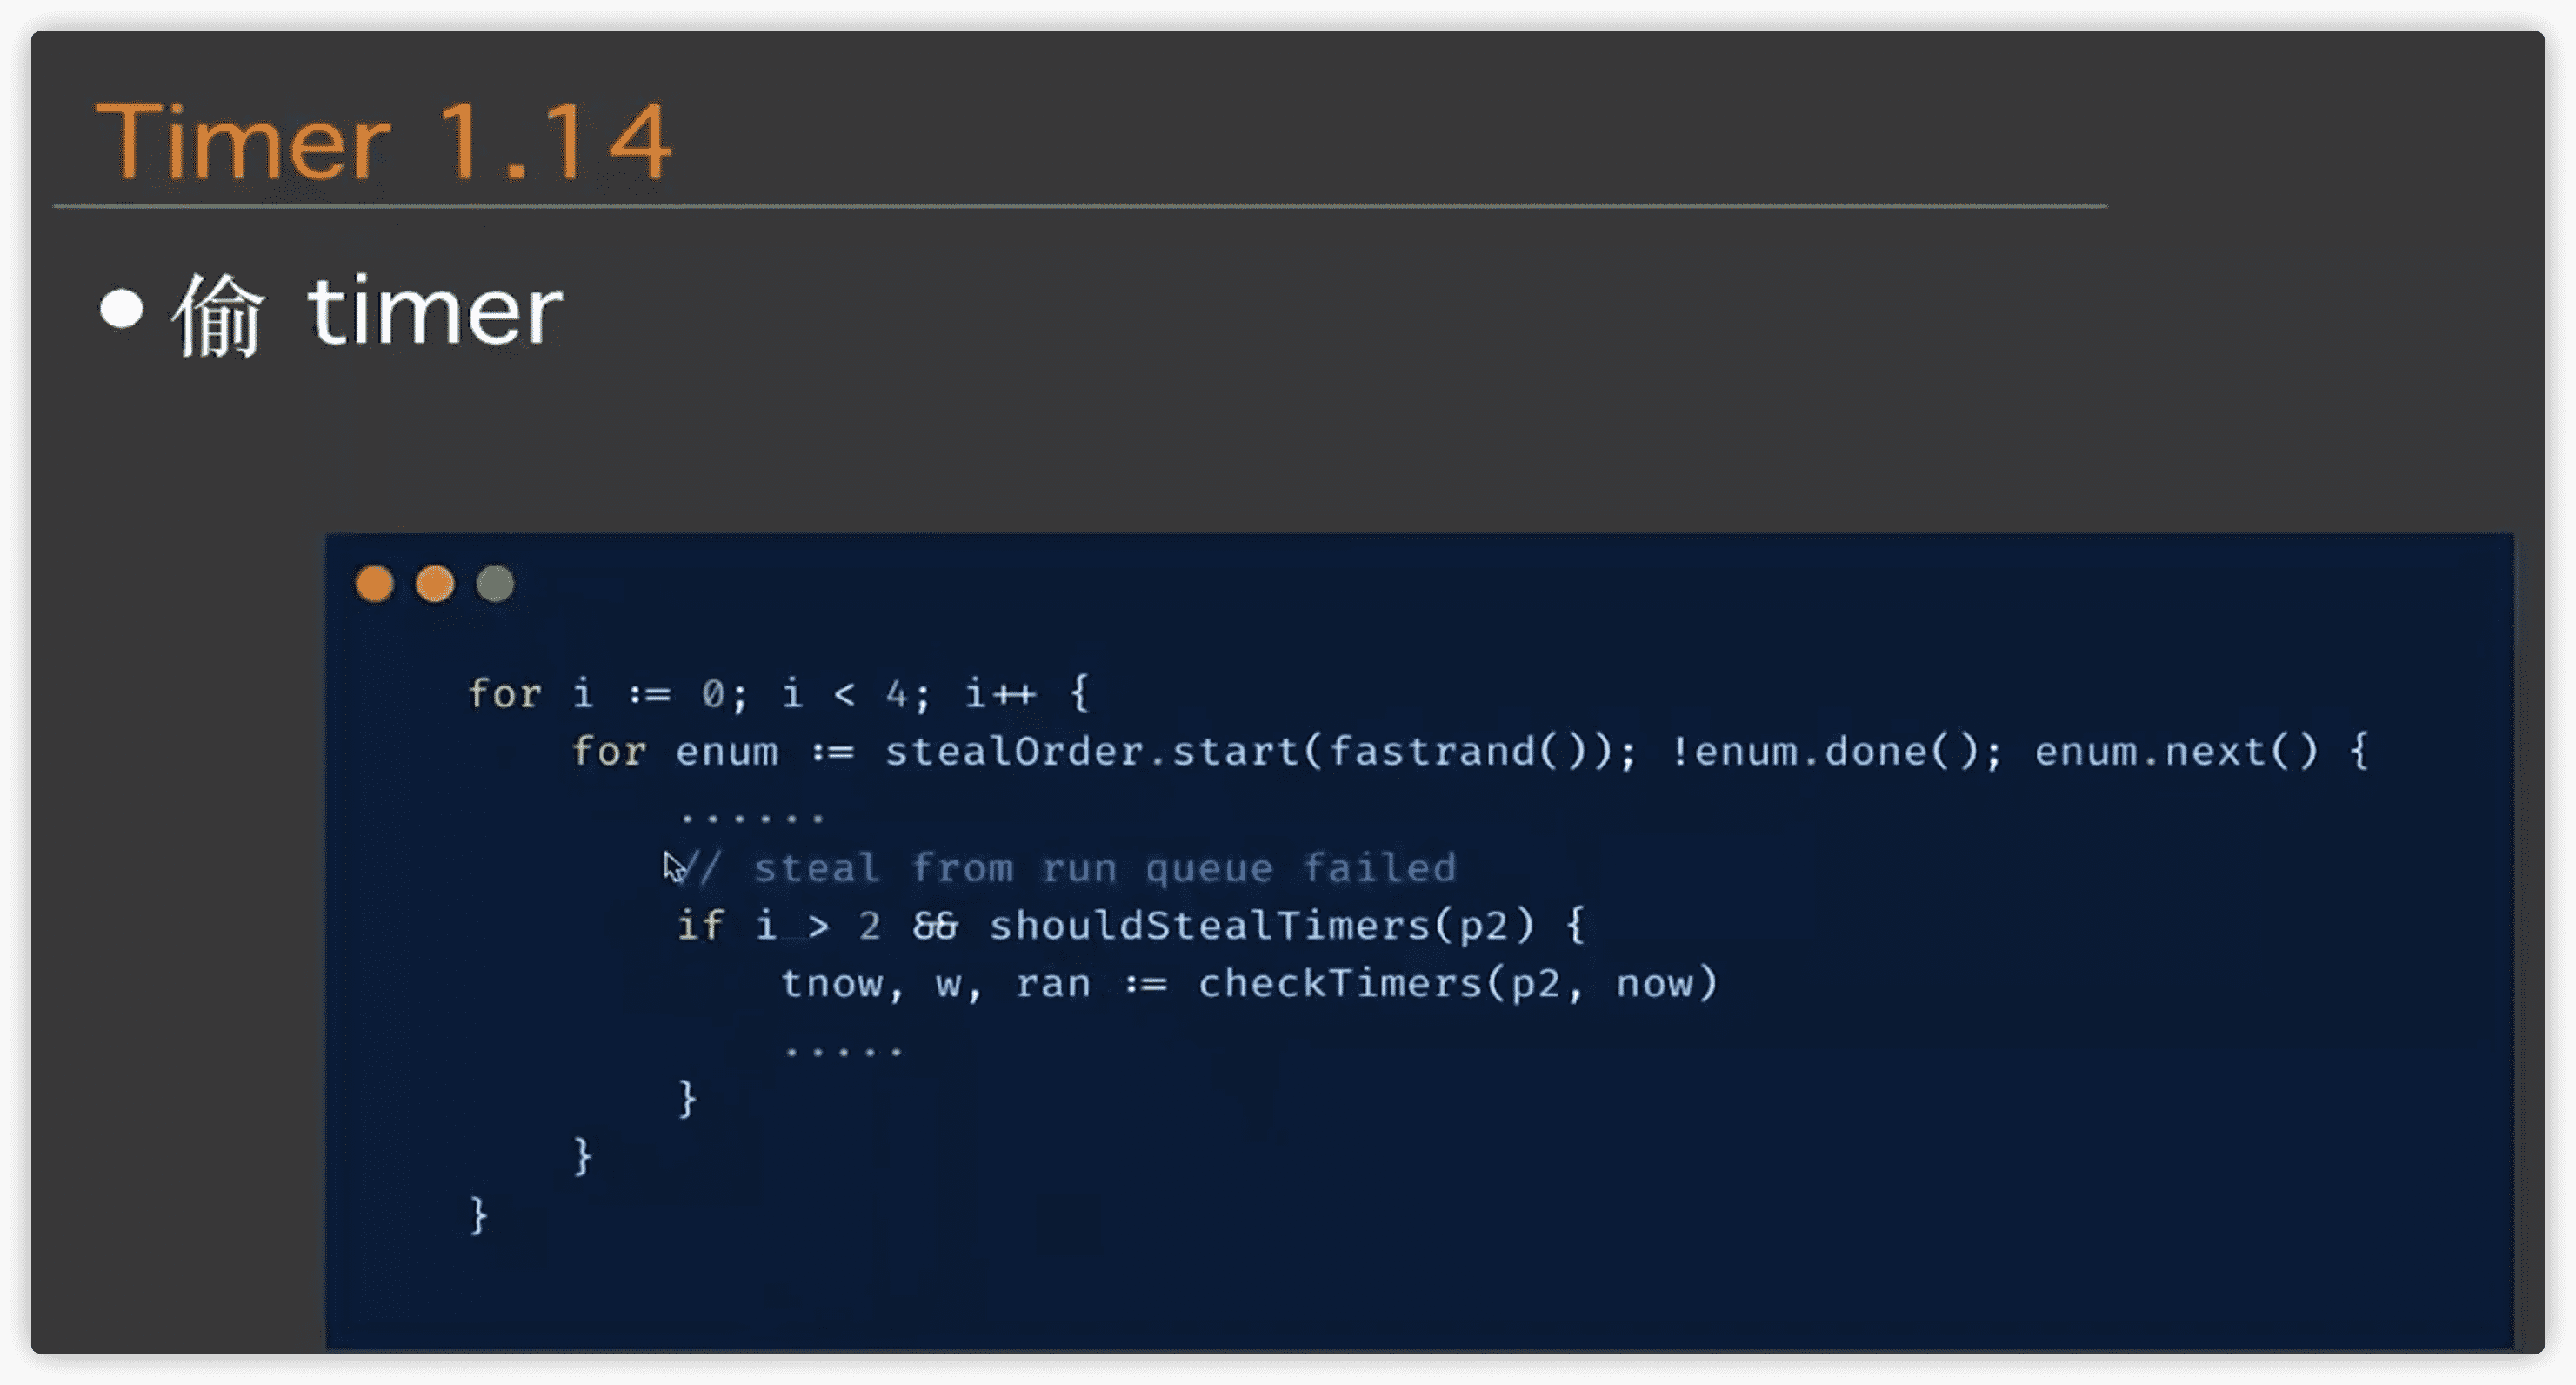 Timer 1.14
• 偷 timer
for i := 0; i < 4; i++ {
for enum := stealOrder.start(fastrand()); !enum.done(); enum.next() {
......
// steal from run queue failed
if i > 2 && shouldStealTimers(p2) {
tnow, w, ran := checkTimers(p2, now)
.....
}
}
}